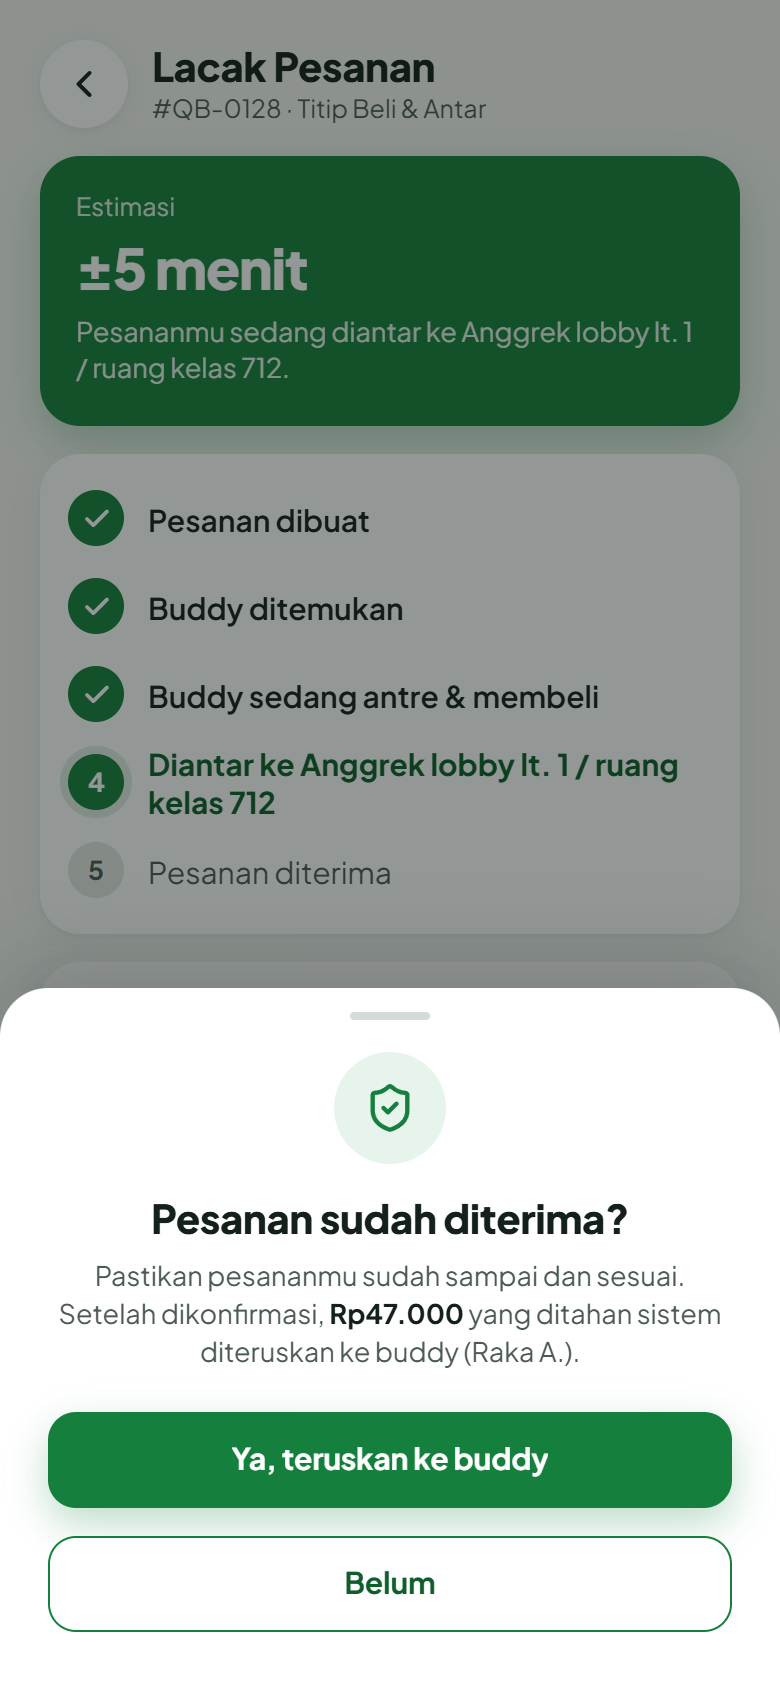 Lacak Pesanan
#QB-0128 · Titip Beli & Antar
Estimasi
±5 menit
Pesananmu sedang diantar ke Anggrek lobby lt. 1
/ ruang kelas 712.
Pesanan dibuat
Buddy ditemukan
Buddy sedang antre & membeli
4
Diantar ke Anggrek lobby lt. 1 / ruang
kelas 712
5
Pesanan diterima
Pesanan sudah diterima?
Pastikan pesananmu sudah sampai dan sesuai.
Setelah dikonfirmasi, Rp47.000 yang ditahan sistem
diteruskan ke buddy (Raka A.).
Ya, teruskan ke buddy
Belum